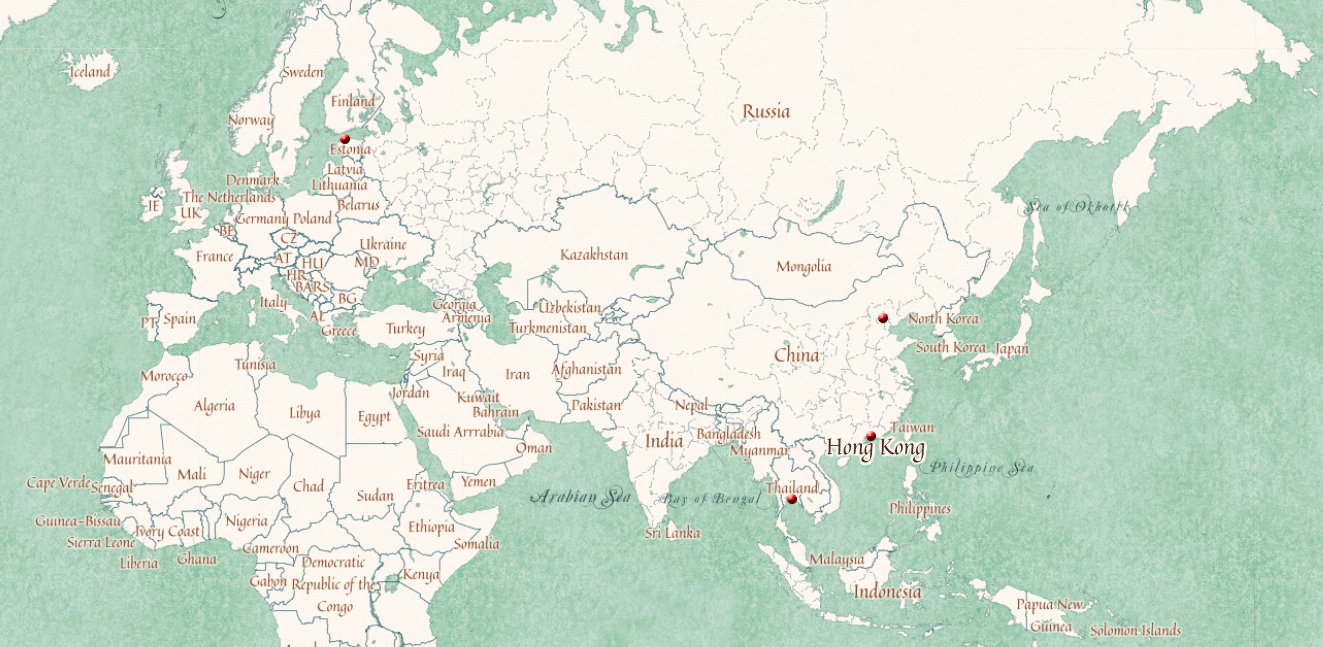 Iceland
Sweden
Finland
Russia
Norway
Estonia
Latvia
Denmark
Lithuania
The Netherlands
Belarus
IE
UK
Germany
Poland
Sea of Okhotsk
BE
CZ
Ukraine
France
AT
HU
MD
Kazakhstan
Mongolia
HR
BA
RS
Italy
BG
Georgia
Uzbekistan
PT
Spain
AL
Armenia
North Korea
Greece
Turkey
Turkmenistan
South Korea
Japan
Syria
China
Tunisia
Iraq
Iran
Afghanistan
Morocco
Jordan
Kuwait
Pakistan
Nepal
Algeria
Libya
Egypt
Bahrain
Saudi Arrabia
India
Bangladesh
Taiwan
Oman
Myanmar
Hong Kong
Mauritania
Mali
Niger
Philippine Sea
Cape Verde
Senegal
Chad
Sudan
Eritrea
Yemen
Arabian Sea
Bay of Bengal
Thailand
Guinea-Bissau
Nigeria
Ethiopia
Philippines
Ivory Coast
Sri Lanka
Sierra Leone
Cameroon
Somalia
Liberia
Ghana
Democratic
Republic of the
Congo
Malaysia
Gabon
Kenya
Indonesia
Papua New
Guinea
Solomon Islands